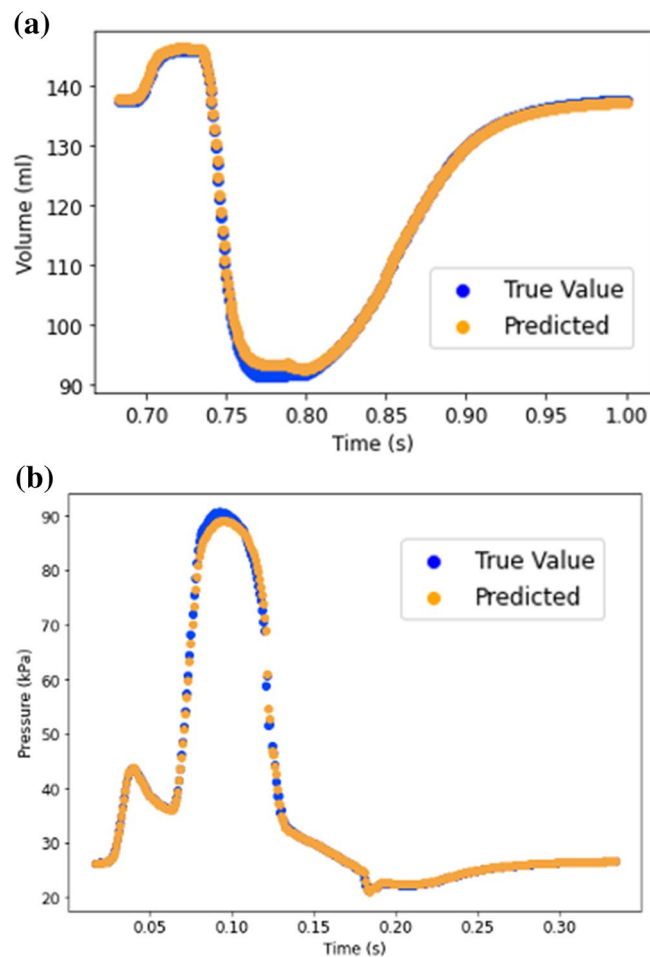 (a)
140
130
120
110
100
90
Volume (ml)
True Value
Predicted
0.70 0.75 0.80 0.85 0.90 0.95 1.00
Time (s)
(b)
90
80
70
60
50
40
30
20
Pressure (kPa)
True Value
Predicted
0.05 0.10 0.15 0.20 0.25 0.30
Time (s)